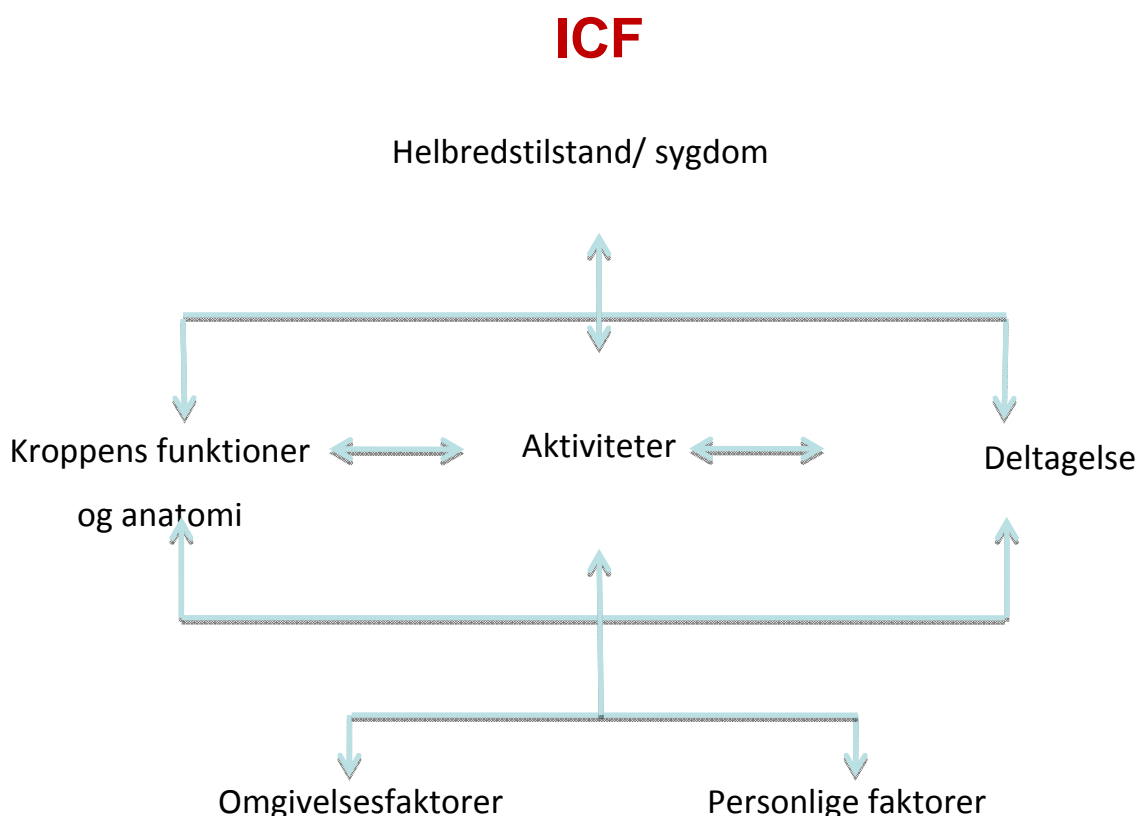 ICF
Helbredstilstand/ sygdom
Kroppens funktioner
og anatomi
Aktiviteter
Deltagelse
Omgivelsesfaktorer
Personlige faktorer